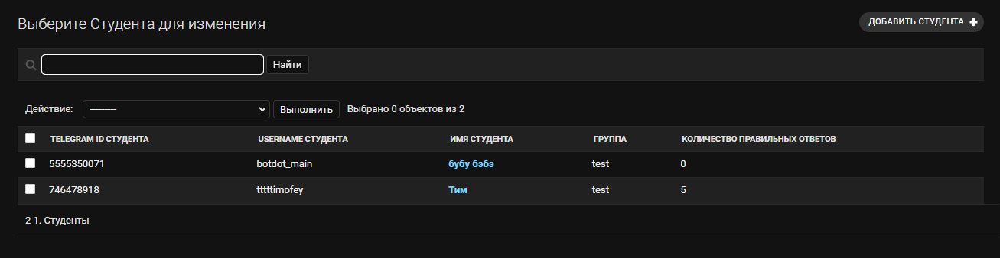 Выберите Студента для изменения
ДОБАВИТЬ СТУДЕНТА
Найти
Действие: --------- Выполнить Выбрано 0 объектов из 2
TELEGRAM ID СТУДЕНТА USERNAME СТУДЕНТА ИМЯ СТУДЕНТА ГРУППА КОЛИЧЕСТВО ПРАВИЛЬНЫХ ОТВЕТОВ
5555350071 botdot_main бубу бэбэ test 0
746478918 tttttimofey Тим test 5
2 1. Студенты